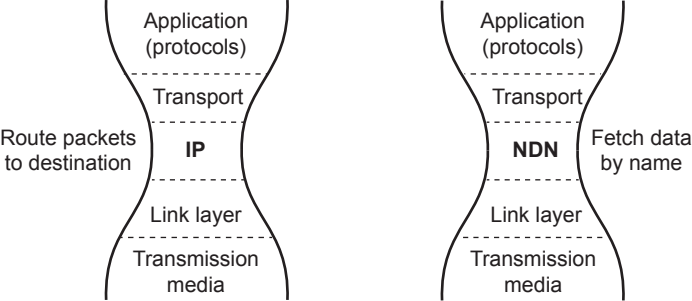 Application
(protocols)
Transport
Route packets
to destination
IP
Link layer
Transmission
media
Application
(protocols)
Transport
NDN
Fetch data
by name
Link layer
Transmission
media